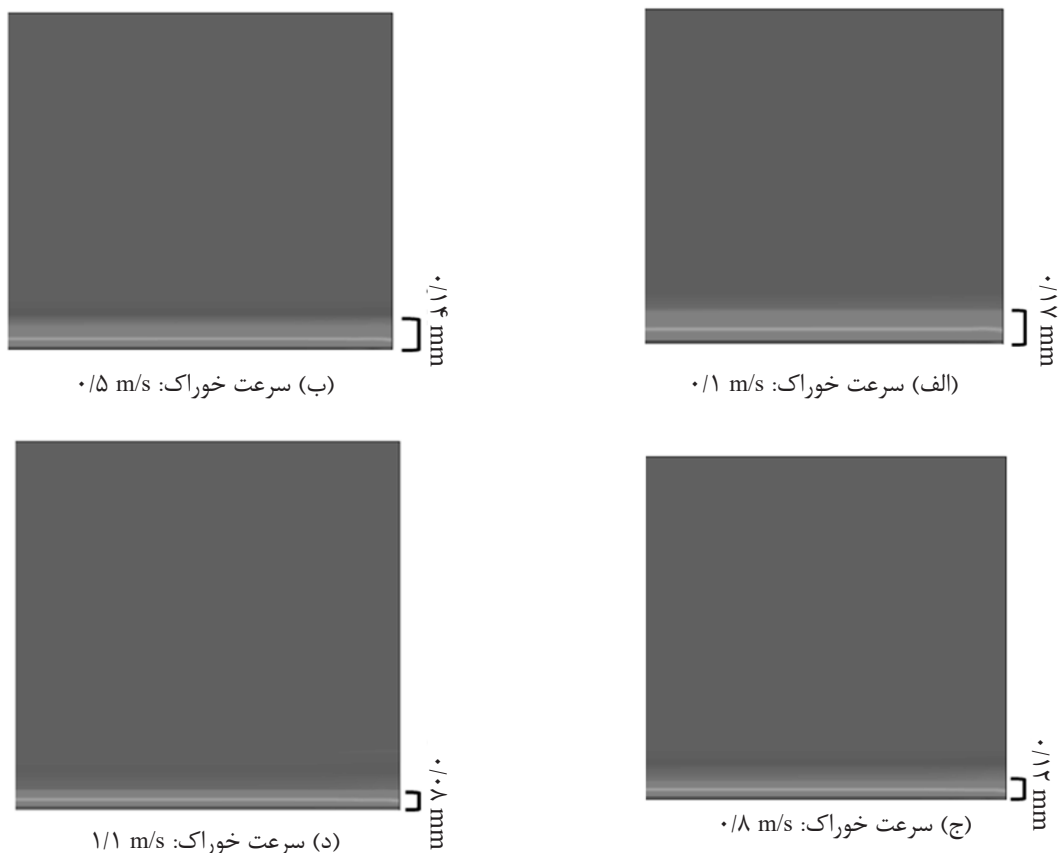 ۰/۱۷ mm
(الف) سرعت خوراک: ۰/۱ m/s
۰/۱۴ mm
(ب) سرعت خوراک: ۰/۵ m/s
۰/۱۲ mm
(ج) سرعت خوراک: ۰/۸ m/s
۰/۰۸ mm
(د) سرعت خوراک: ۱/۱ m/s